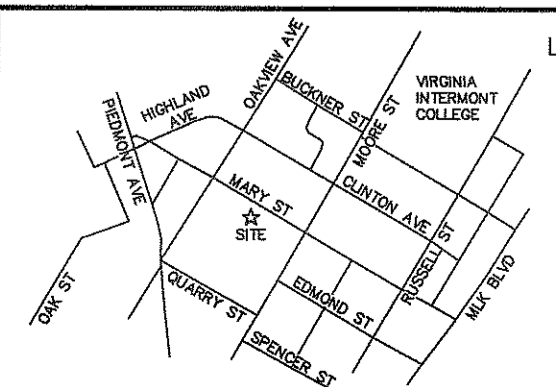 L
OAKVIEW AVE
BUCKNER ST
MOORE ST
VIRGINIA
INTERMONT
COLLEGE
PIEDMONT AVE
HIGHLAND
AVE
MARY ST
CLINTON AVE
SITE
RUSSELL ST
MLK BLVD
EDMOND ST
QUARRY ST
OAK ST
SPENCER ST